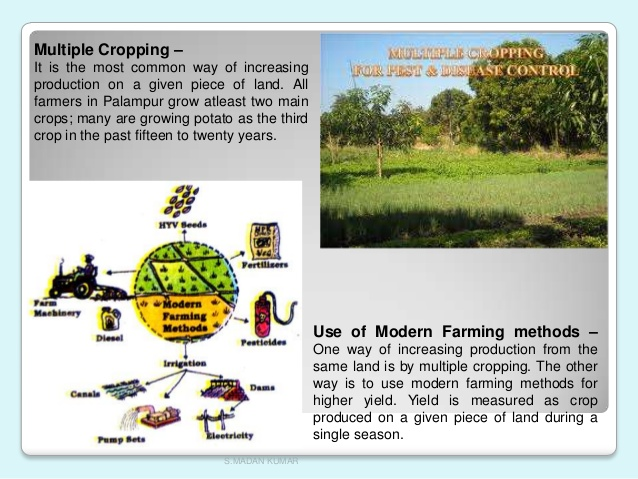 Multiple Cropping –
It is the most common way of increasing
production on a given piece of land. All
farmers in Palampur grow atleast two main
crops; many are growing potato as the third
crop in the past fifteen to twenty years.
MULTIPLE CROPPING
FOR PEST & DISEASE CONTROL
HYV Seeds
Fertilizers
Farm
Machinery
Modern
Farming
Methods
Diesel
Pesticides
Irrigation
Canals
Dams
Pump Sets
Electricity
Use of Modern Farming methods –
One way of increasing production from the
same land is by multiple cropping. The other
way is to use modern farming methods for
higher yield. Yield is measured as crop
produced on a given piece of land during a
single season.
S.MADAN KUMAR